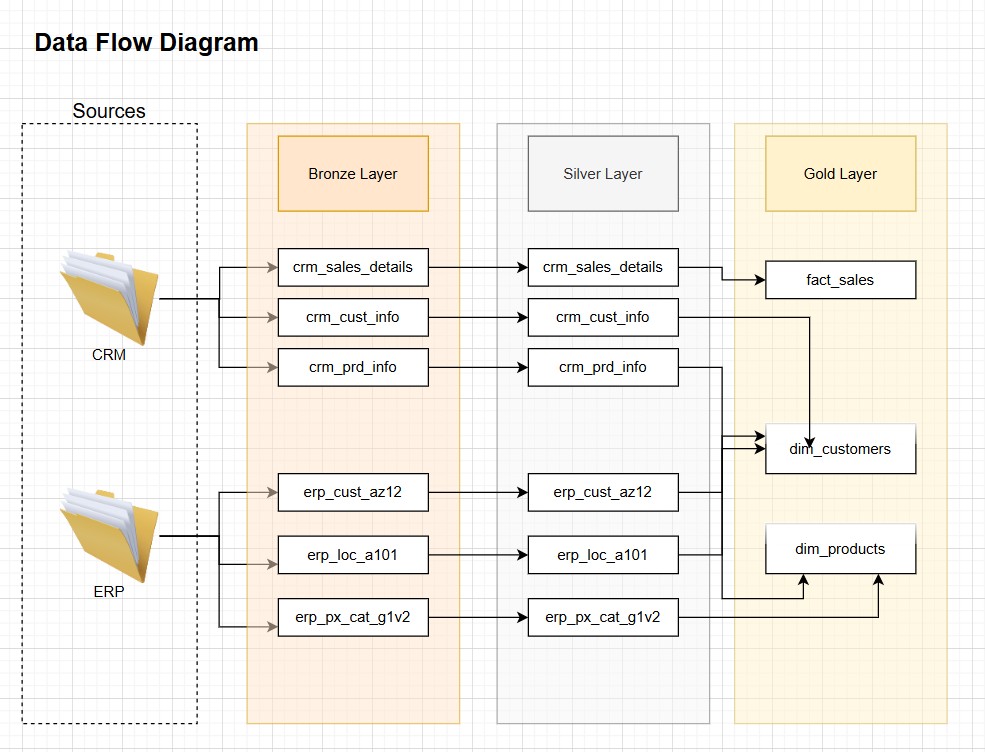 Data Flow Diagram
Sources
Bronze Layer
Silver Layer
Gold Layer
crm_sales_details
crm_sales_details
fact_sales
crm_cust_info
crm_cust_info
CRM
crm_prd_info
crm_prd_info
dim_customers
erp_cust_az12
erp_cust_az12
erp_loc_a101
erp_loc_a101
dim_products
ERP
erp_px_cat_g1v2
erp_px_cat_g1v2